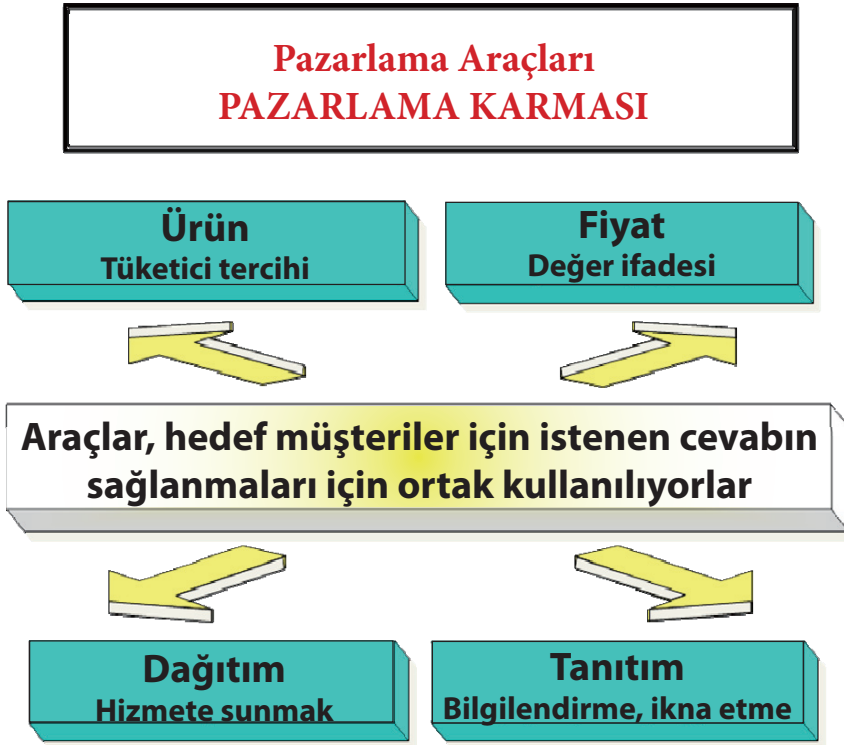 Pazarlama Araçları
PAZARLAMA KARMASI
Ürün
Tüketici tercihi
Fiyat
Değer ifadesi
Araçlar, hedef müşteriler için istenen cevabın
sağlanmaları için ortak kullanılıyorlar
Dağıtım
Hizmete sunmak
Tanıtım
Bilgilendirme, ikna etme